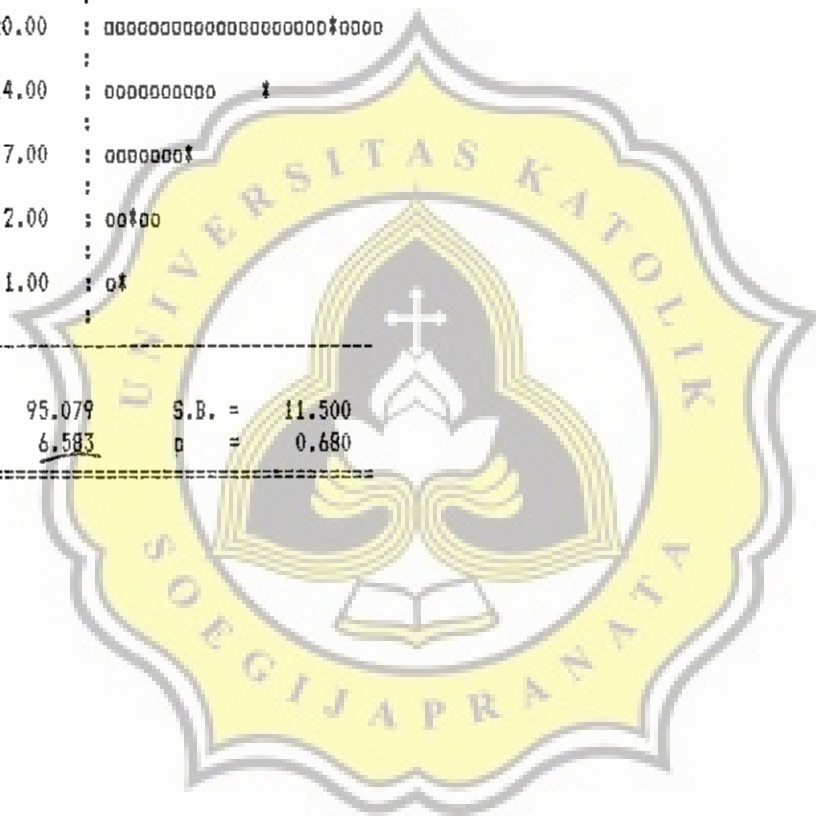 0.00 : ooooooooooooooooooooo*oooo
:
4.00 : oooooooooo *
:
7.00 : ooooooo*
:
2.00 : oo*oo
:
1.00 : o*
:
95.079 S.B. = 11.500
6.583 p = 0.680
UNIVERSITAS KATOLIK
SOEGIJAPRANATA